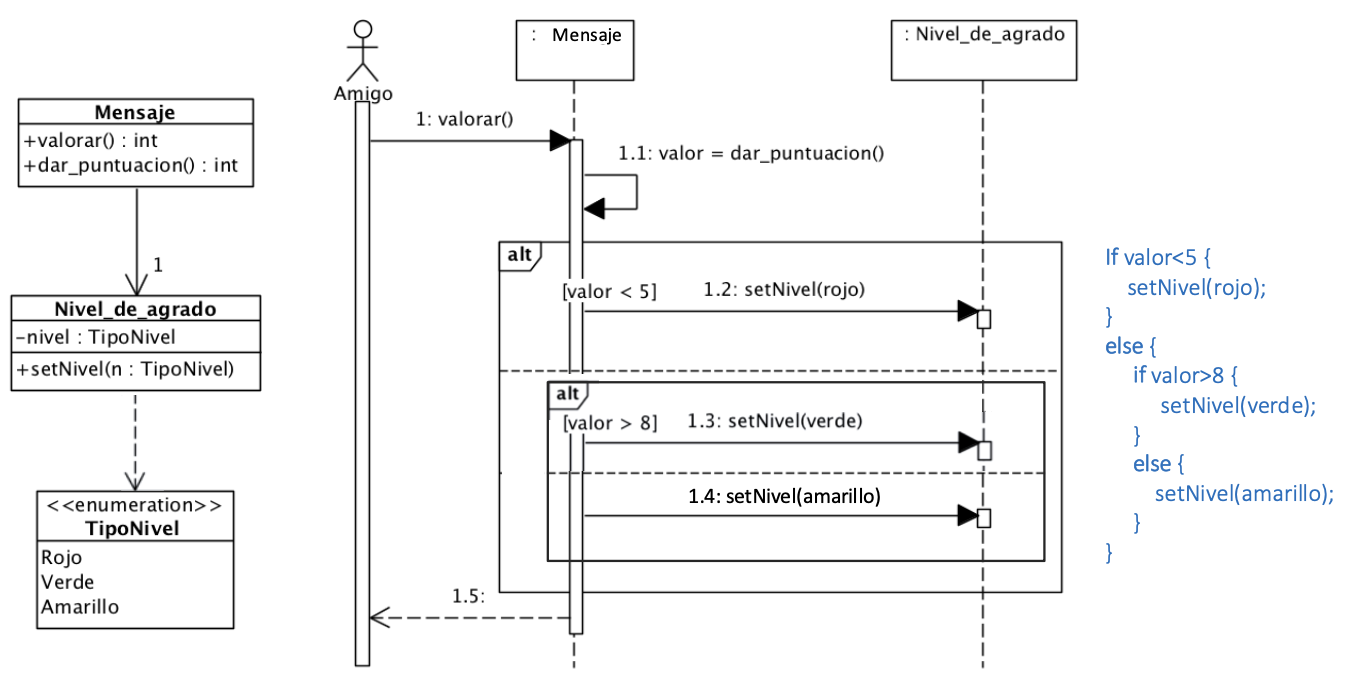 Mensaje
+valorar() : int
+dar_puntuacion() : int
1
Nivel_de_agrado
-nivel : TipoNivel
+setNivel(n : TipoNivel)
<<enumeration>>
TipoNivel
Rojo
Verde
Amarillo
Amigo
: Mensaje
: Nivel_de_agrado
1: valorar()
1.1: valor = dar_puntuacion()
alt
[valor < 5]
1.2: setNivel(rojo)
alt
[valor > 8]
1.3: setNivel(verde)
1.4: setNivel(amarillo)
1.5:
If valor<5 {
setNivel(rojo);
}
else {
if valor>8 {
setNivel(verde);
}
else {
setNivel(amarillo);
}
}